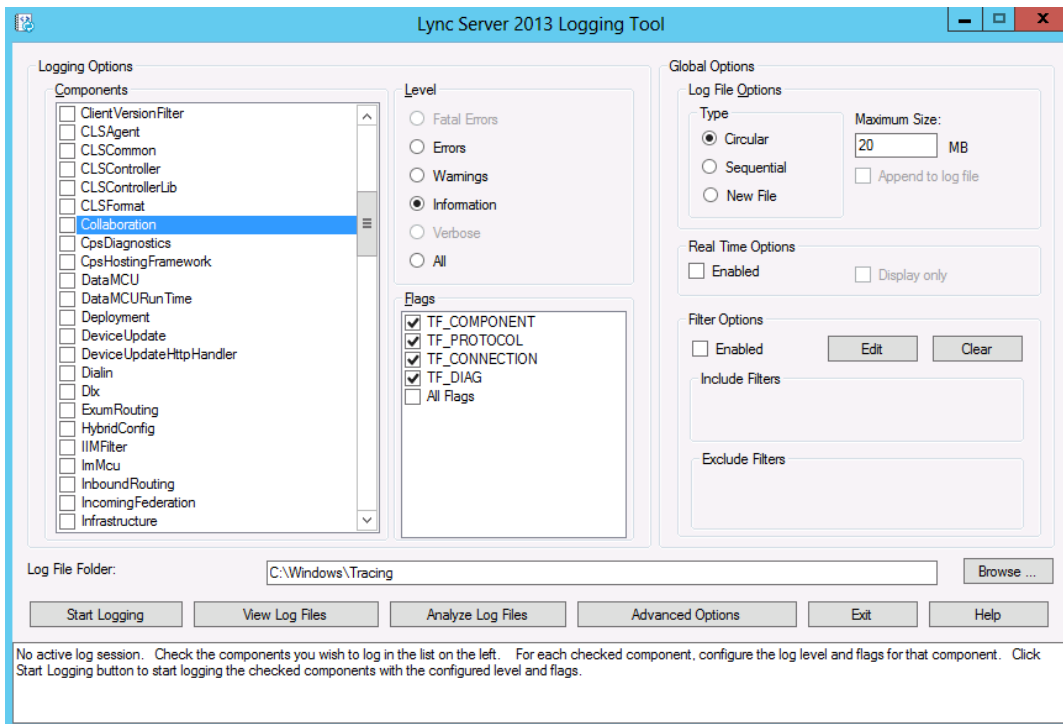 Lync Server 2013 Logging Tool
Logging Options
Components
ClientVersionFilter
CLSAgent
CLSCommon
CLSController
CLSControllerLib
CLSFormat
Collaboration
CpsDiagnostics
CpsHostingFramework
DataMCU
DataMCURunTime
Deployment
DeviceUpdate
DeviceUpdateHttpHandler
Dialin
Dlx
ExumRouting
HybridConfig
IIMFilter
ImMcu
InboundRouting
IncomingFederation
Infrastructure
Level
Fatal Errors
Errors
Warnings
Information
Verbose
All
Flags
TF_COMPONENT
TF_PROTOCOL
TF_CONNECTION
TF_DIAG
All Flags
Global Options
Log File Options
Type
Circular
Sequential
New File
Maximum Size:
20 MB
Append to log file
Real Time Options
Enabled
Display only
Filter Options
Enabled
Edit
Clear
Include Filters
Exclude Filters
Log File Folder:
C:\Windows\Tracing
Browse ...
Start Logging
View Log Files
Analyze Log Files
Advanced Options
Exit
Help
No active log session. Check the components you wish to log in the list on the left. For each checked component, configure the log level and flags for that component. Click
Start Logging button to start logging the checked components with the configured level and flags.